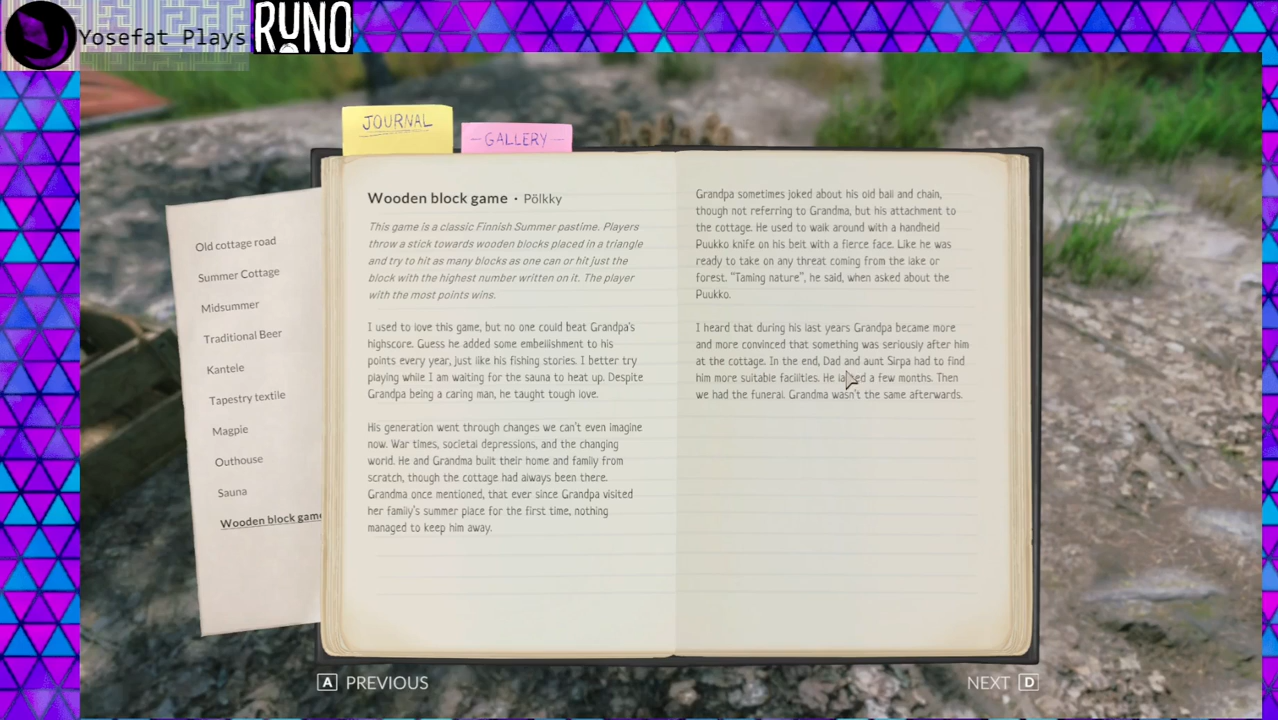 Yosefat Plays
RUNO
JOURNAL
- GALLERY -
Old cottage road
Summer Cottage
Midsummer
Traditional Beer
Kantele
Tapestry textile
Magpie
Outhouse
Sauna
Wooden block game
Wooden block game · Pölkky
This game is a classic Finnish Summer pastime. Players
throw a stick towards wooden blocks placed in a triangle
and try to hit as many blocks as one can or hit just the
block with the highest number written on it. The player
with the most points wins.
I used to love this game, but no one could beat Grandpa's
highscore. Guess he added some embellishment to his
points every year, just like his fishing stories. I better try
playing while I am waiting for the sauna to heat up. Despite
Grandpa being a caring man, he taught tough love.
His generation went through changes we can't even imagine
now. War times, societal depressions, and the changing
world. He and Grandma built their home and family from
scratch, though the cottage had always been there.
Grandma once mentioned, that ever since Grandpa visited
her family's summer place for the first time, nothing
managed to keep him away.
Grandpa sometimes joked about his old ball and chain,
though not referring to Grandma, but his attachment to
the cottage. He used to walk around with a handheld
Puukko knife on his belt with a fierce face. Like he was
ready to take on any threat coming from the lake or
forest. "Taming nature", he said, when asked about the
Puukko.
I heard that during his last years Grandpa became more
and more convinced that something was seriously after him
at the cottage. In the end, Dad and aunt Sirpa had to find
him more suitable facilities. He lasted a few months. Then
we had the funeral. Grandma wasn't the same afterwards.
A PREVIOUS
NEXT D